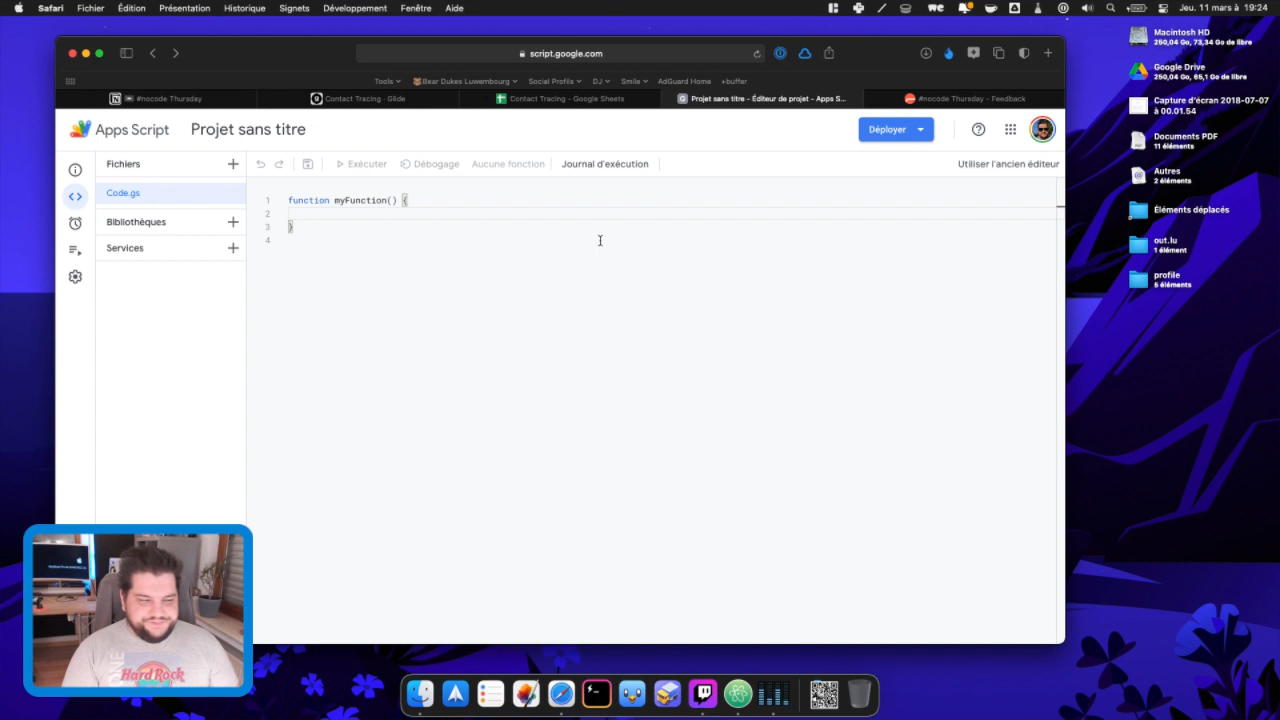 Safari Fichier Édition Présentation Historique Signets Développement Fenêtre Aide
Jeu. 11 mars à 19:24
script.google.com
Tools Bear Dukes Luxembourg Social Profils DJ Smile AdGuard Home +buffer
#nocode Thursday
Contact Tracing - Glide
Contact Tracing - Google Sheets
Projet sans titre - Éditeur de projet - Apps S...
#nocode Thursday - Feedback
Apps Script Projet sans titre
Déployer
Fichiers
Exécuter Débogage Aucune fonction Journal d'exécution
Utiliser l'ancien éditeur
Code.gs
Bibliothèques
Services
1 function myFunction() {
2
3 }
4
Macintosh HD
250,04 Go, 73,34 Go de libre
Google Drive
250,04 Go, 65,1 Go de libre
Capture d'écran 2018-07-07
à 00.01.54
Documents PDF
11 éléments
Autres
2 éléments
Éléments déplacés
out.lu
1 élément
profile
5 éléments
Hard Rock